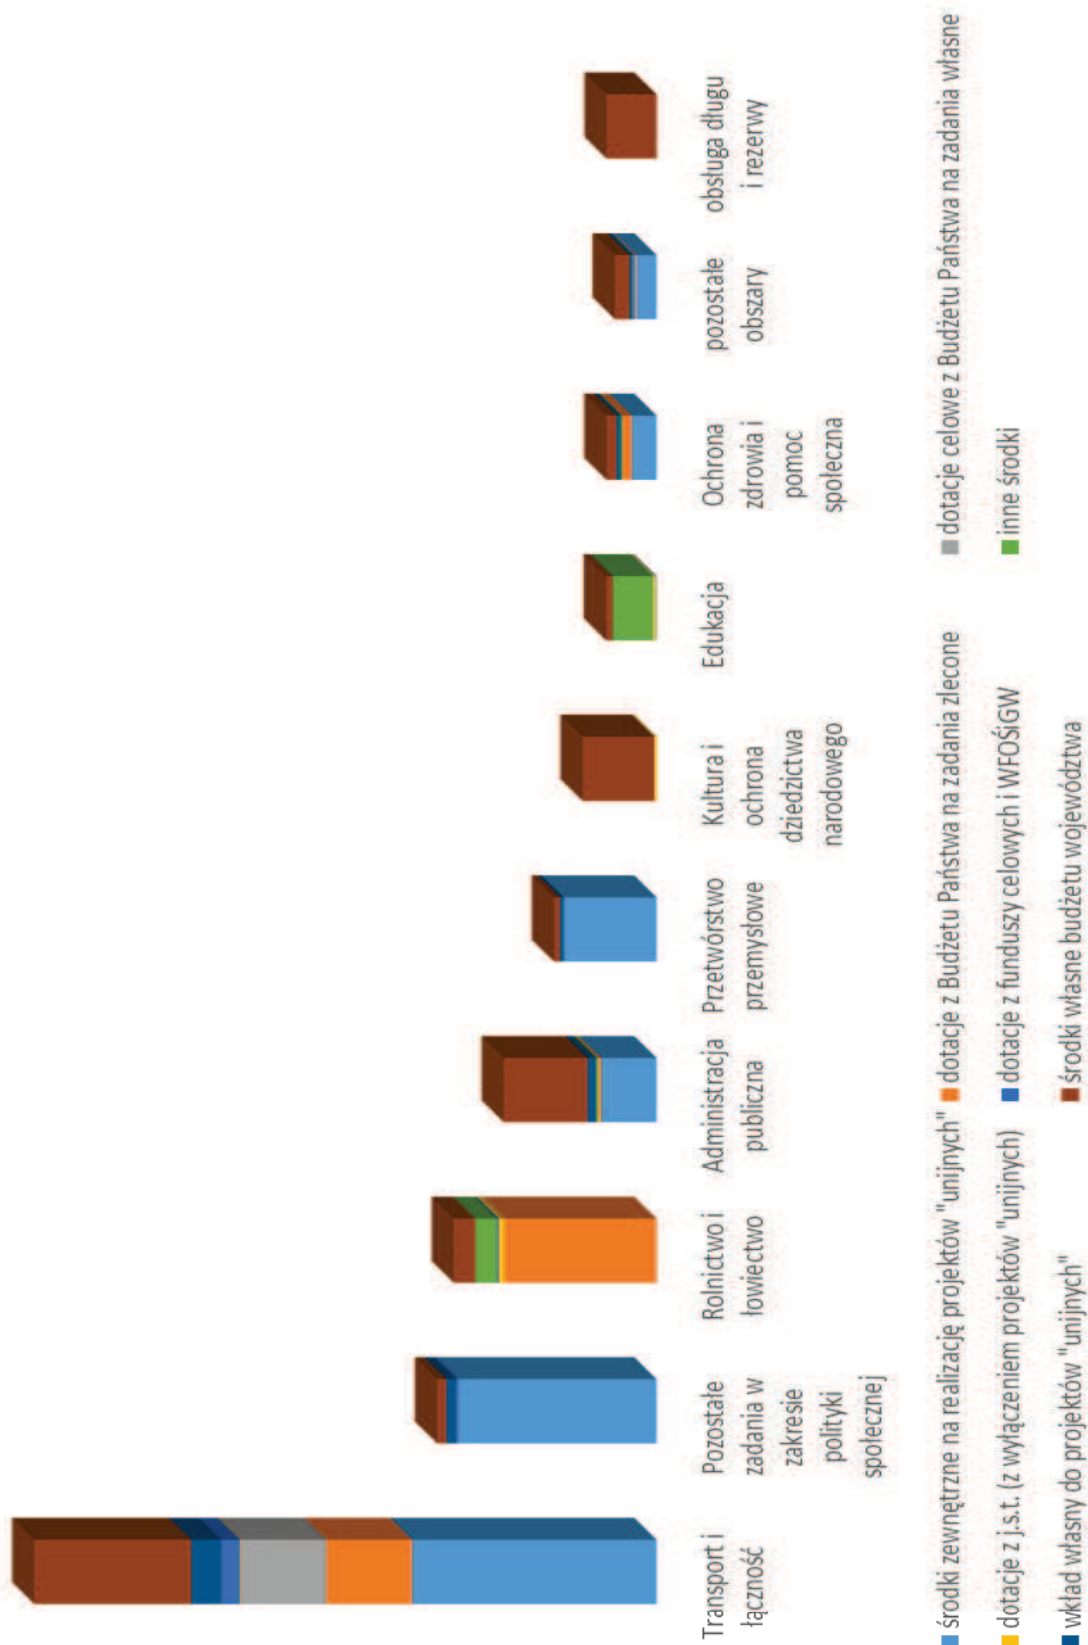 Transport i
łączność
Pozostałe
zadania w
zakresie
polityki
społecznej
Rolnictwo i
łowiectwo
Administracja
publiczna
Przetwórstwo
przemysłowe
Kultura i
ochrona
dziedzictwa
narodowego
Edukacja
Ochrona
zdrowia i
pomoc
społeczna
pozostałe
obszary
obsługa długu
i rezerwy
środki zewnętrzne na realizację projektów "unijnych"
dotacje z Budżetu Państwa na zadania zlecone
dotacje celowe z Budżetu Państwa na zadania własne
dotacje z j.s.t. (z wyłączeniem projektów "unijnych)
dotacje z funduszy celowych i WFOŚiGW
inne środki
wkład własny do projektów "unijnych"
środki własne budżetu województwa